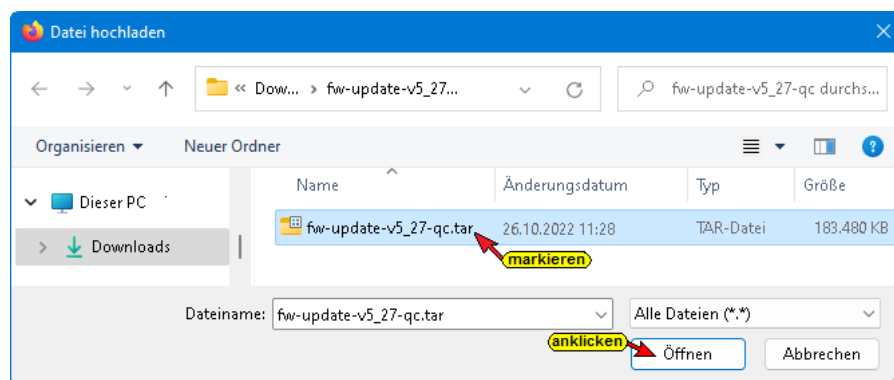 Datei hochladen
« Dow... › fw-update-v5_27...
fw-update-v5_27-qc durchs...
Organisieren
Neuer Ordner
Name Änderungsdatum Typ Größe
Dieser PC
fw-update-v5_27-qc.tar 26.10.2022 11:28 TAR-Datei 183.480 KB
Downloads
markieren
Dateiname: fw-update-v5_27-qc.tar Alle Dateien (*.*)
anklicken
Öffnen Abbrechen